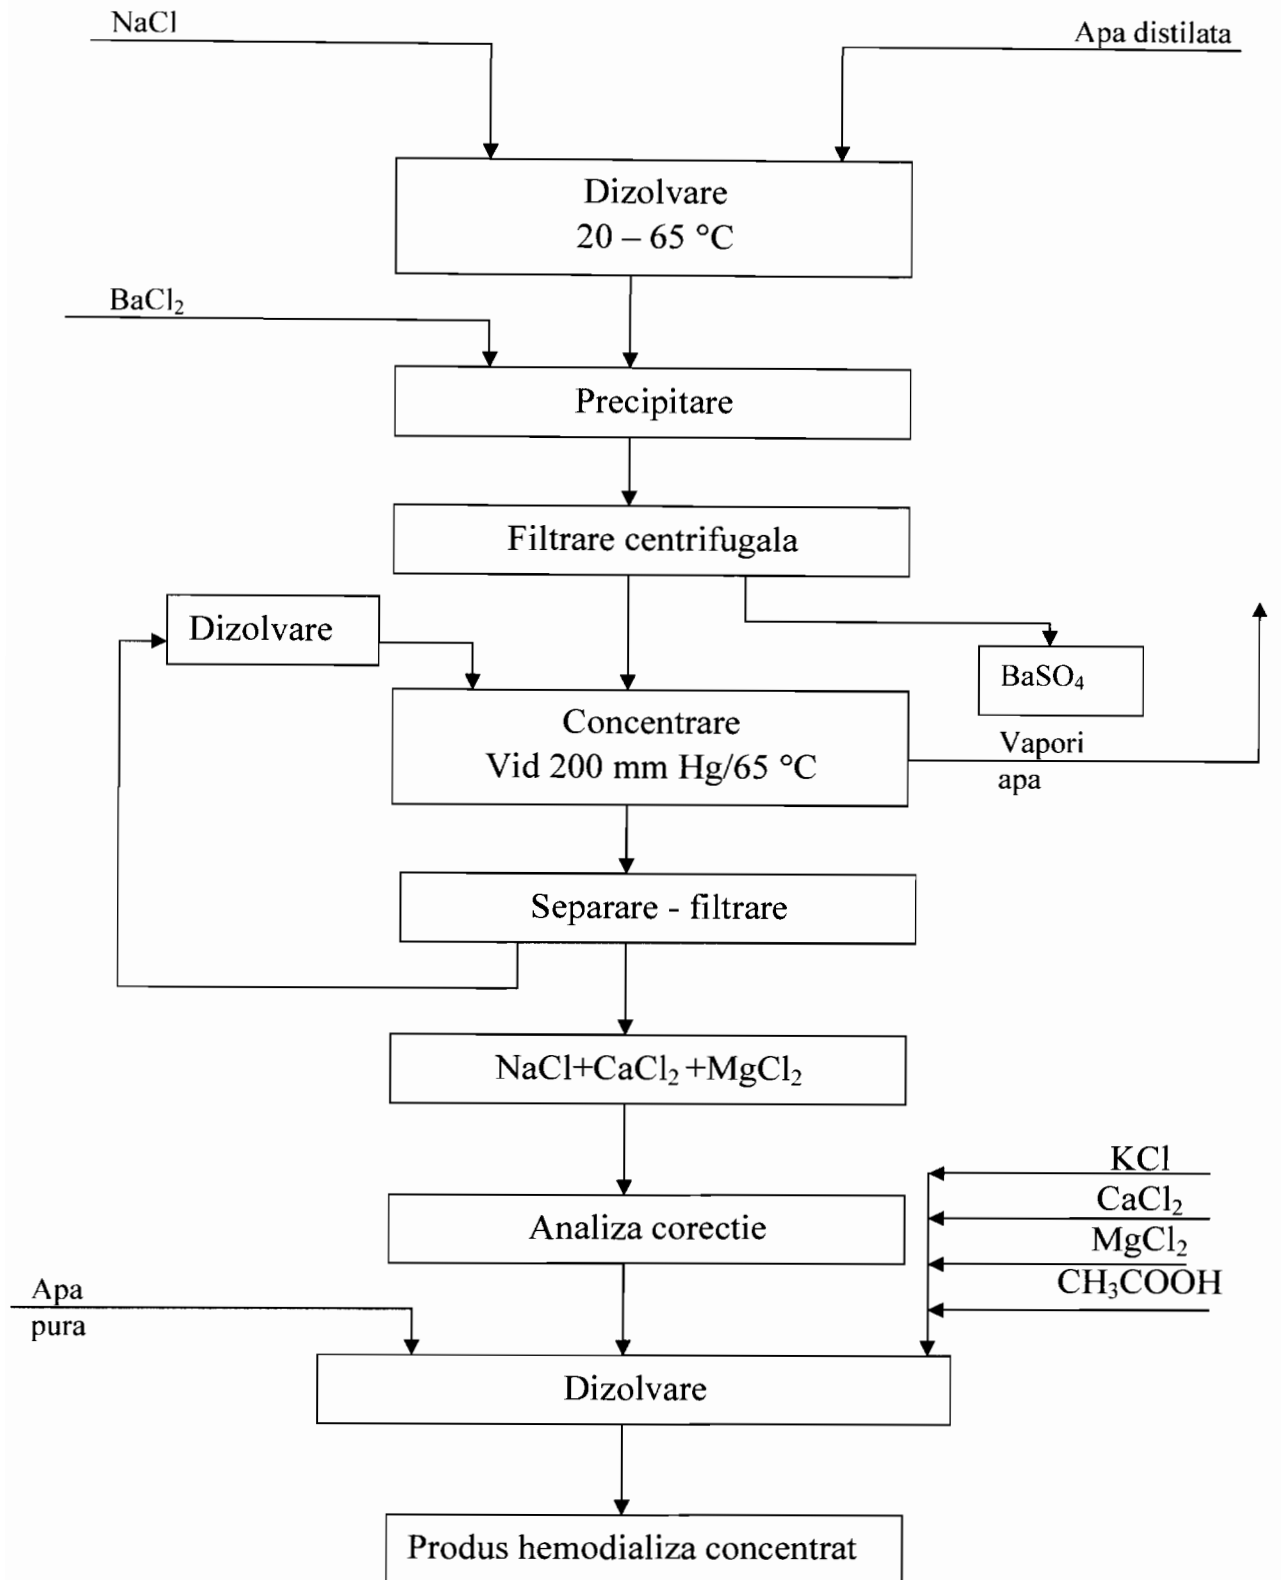 NaCl
Apa distilata
Dizolvare
20 – 65 °C
BaCl₂
Precipitare
Filtrare centrifugala
Dizolvare
BaSO₄
Concentrare
Vid 200 mm Hg/65 °C
Vapori
apa
Separare - filtrare
NaCl+CaCl₂ +MgCl₂
KCl
CaCl₂
MgCl₂
CH₃COOH
Analiza corectie
Apa
pura
Dizolvare
Produs hemodializa concentrat